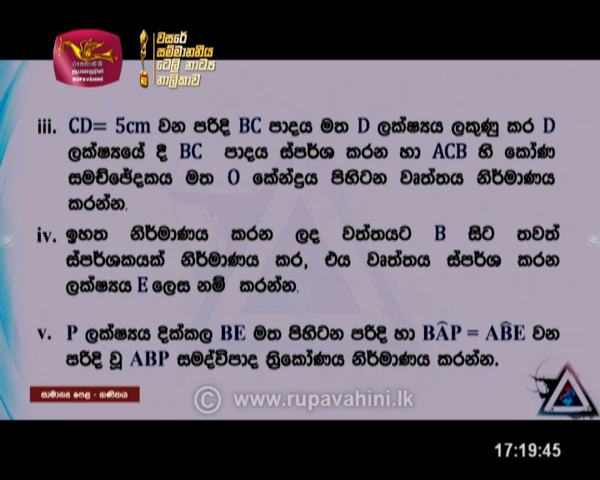 වසරේ
සම්මානනීය
ටෙලි නාට්‍ය
නාලිකාව
රූපවාහිනී
RUPAVAHINI
iii. CD= 5cm වන පරිදි BC පාදය මත D ලක්ෂ්‍යය ලකුණු කර D
ලක්ෂ්‍යයේ දී BC පාදය ස්පර්ශ කරන හා ACB හි කෝණ
සමච්ඡේදකය මත O කේන්ද්‍රය පිහිටන වෘත්තය නිර්මාණය
කරන්න.
iv. ඉහත නිර්මාණය කරන ලද වෘත්තයට B සිට තවත්
ස්පර්ශකයක් නිර්මාණය කර, එය වෘත්තය ස්පර්ශ කරන
ලක්ෂ්‍යය E ලෙස නම් කරන්න.
v. P ලක්ෂ්‍යය දික්කල BE මත පිහිටන පරිදි හා BÂP = AB̂E වන
පරිදි වූ ABP සමද්විපාද ත්‍රිකෝණය නිර්මාණය කරන්න.
සාමාන්‍ය පෙළ - ගණිතය
© www.rupavahini.lk
17:19:45